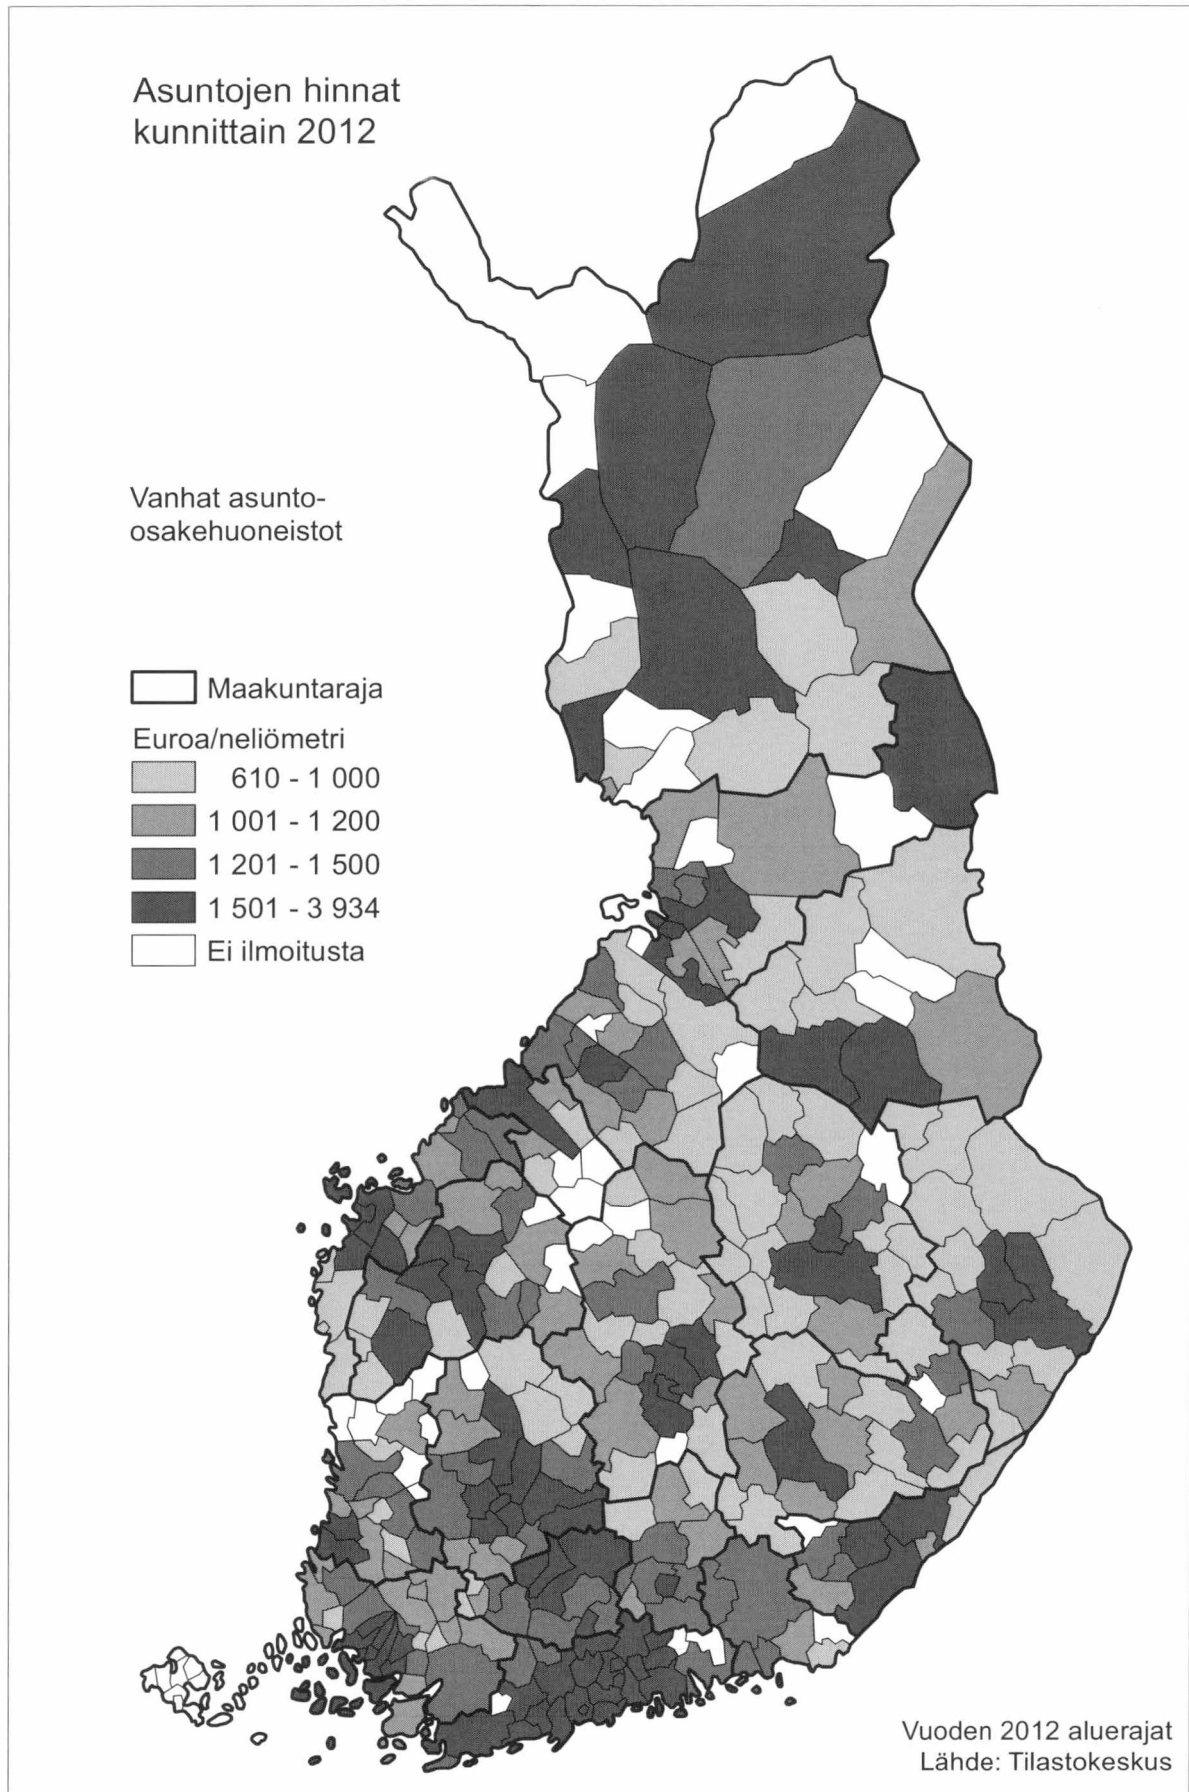 Asuntojen hinnat
kunnittain 2012
Vanhat asunto-
osakehuoneistot
Maakuntaraja
Euroa/neliömetri
610 - 1 000
1 001 - 1 200
1 201 - 1 500
1 501 - 3 934
Ei ilmoitusta
Vuoden 2012 aluerajat
Lähde: Tilastokeskus